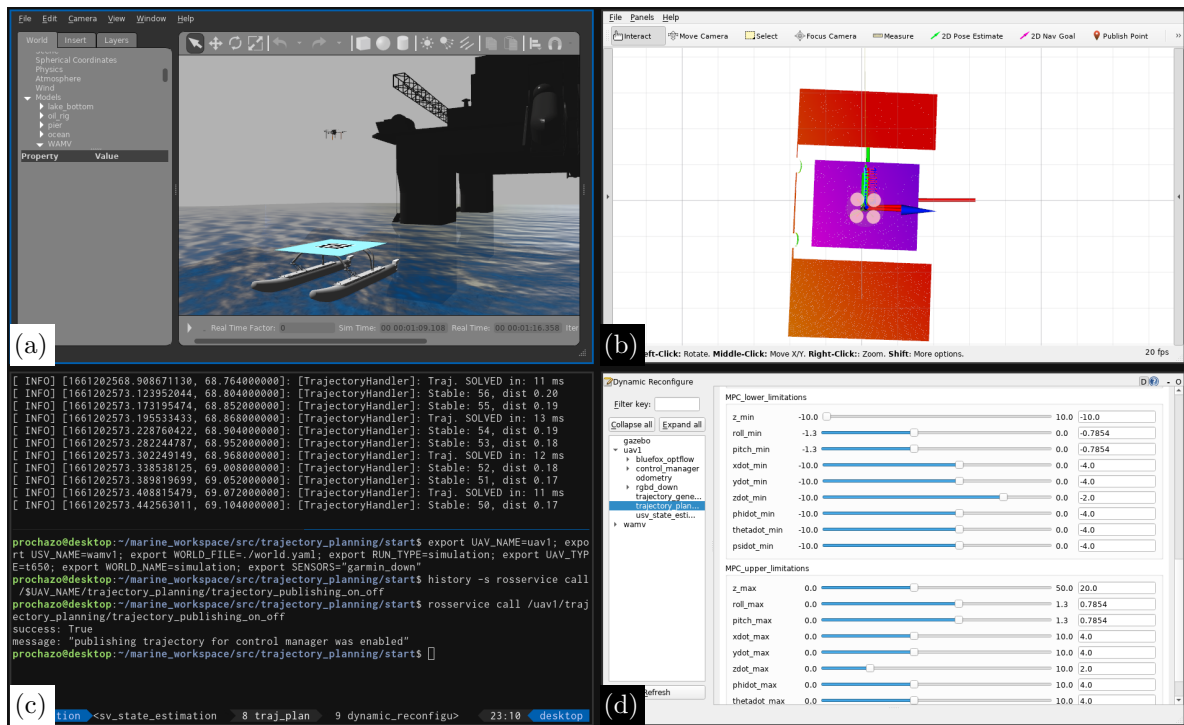 File Edit Camera View Window Help
World Insert Layers
Spherical Coordinates
Physics
Atmosphere
Wind
Models
lake_bottom
oil_rig
pier
ocean
WAMV
Property Value
Real Time Factor: 0 Sim Time: 00 00:01:09.108 Real Time: 00 00:01:16.358 Iter
(a)
File Panels Help
Interact Move Camera Select Focus Camera Measure 2D Pose Estimate 2D Nav Goal Publish Point »
eft-Click: Rotate. Middle-Click: Move X/Y. Right-Click:: Zoom. Shift: More options. 20 fps
(b)
[ INFO] [1661202568.908671130, 68.764000000]: [TrajectoryHandler]: Traj. SOLVED in: 11 ms
[ INFO] [1661202573.123952044, 68.804000000]: [TrajectoryHandler]: Stable: 56, dist 0.20
[ INFO] [1661202573.173195474, 68.852000000]: [TrajectoryHandler]: Stable: 55, dist 0.19
[ INFO] [1661202573.195533433, 68.868000000]: [TrajectoryHandler]: Traj. SOLVED in: 13 ms
[ INFO] [1661202573.228760422, 68.904000000]: [TrajectoryHandler]: Stable: 54, dist 0.19
[ INFO] [1661202573.282244787, 68.952000000]: [TrajectoryHandler]: Stable: 53, dist 0.18
[ INFO] [1661202573.302249149, 68.968000000]: [TrajectoryHandler]: Traj. SOLVED in: 12 ms
[ INFO] [1661202573.338538125, 69.008000000]: [TrajectoryHandler]: Stable: 52, dist 0.18
[ INFO] [1661202573.389819699, 69.052000000]: [TrajectoryHandler]: Stable: 51, dist 0.17
[ INFO] [1661202573.408815479, 69.072000000]: [TrajectoryHandler]: Traj. SOLVED in: 11 ms
[ INFO] [1661202573.442563011, 69.104000000]: [TrajectoryHandler]: Stable: 50, dist 0.17
prochazo@desktop:~/marine_workspace/src/trajectory_planning/start$ export UAV_NAME=uav1; expo
rt USV_NAME=wamv1; export WORLD_FILE=./world.yaml; export RUN_TYPE=simulation; export UAV_TYP
E=t650; export WORLD_NAME=simulation; export SENSORS="garmin_down"
prochazo@desktop:~/marine_workspace/src/trajectory_planning/start$ history -s rosservice call
/$UAV_NAME/trajectory_planning/trajectory_publishing_on_off
prochazo@desktop:~/marine_workspace/src/trajectory_planning/start$ rosservice call /uav1/traj
ectory_planning/trajectory_publishing_on_off
success: True
message: "publishing trajectory for control manager was enabled"
prochazo@desktop:~/marine_workspace/src/trajectory_planning/start$
(c)
tion <sv_state_estimation 8 traj_plan 9 dynamic_reconfigu> 23:10 desktop
Dynamic Reconfigure D - O
Filter key:
Collapse all Expand all
gazebo
uav1
bluefox_optflow
control_manager
odometry
rgbd_down
trajectory_gene...
trajectory_plan...
usv_state_esti...
wamv
Refresh
MPC_lower_limitations
z_min -10.0 10.0 -10.0
roll_min -1.3 0.0 -0.7854
pitch_min -1.3 0.0 -0.7854
xdot_min -10.0 0.0 -4.0
ydot_min -10.0 0.0 -4.0
zdot_min -10.0 0.0 -2.0
phidot_min -10.0 0.0 -4.0
thetadot_min -10.0 0.0 -4.0
psidot_min -10.0 0.0 -4.0
MPC_upper_limitations
z_max 0.0 50.0 20.0
roll_max 0.0 1.3 0.7854
pitch_max 0.0 1.3 0.7854
xdot_max 0.0 10.0 4.0
ydot_max 0.0 10.0 4.0
zdot_max 0.0 10.0 2.0
phidot_max 0.0 10.0 4.0
thetadot_max 0.0 10.0 4.0
(d)